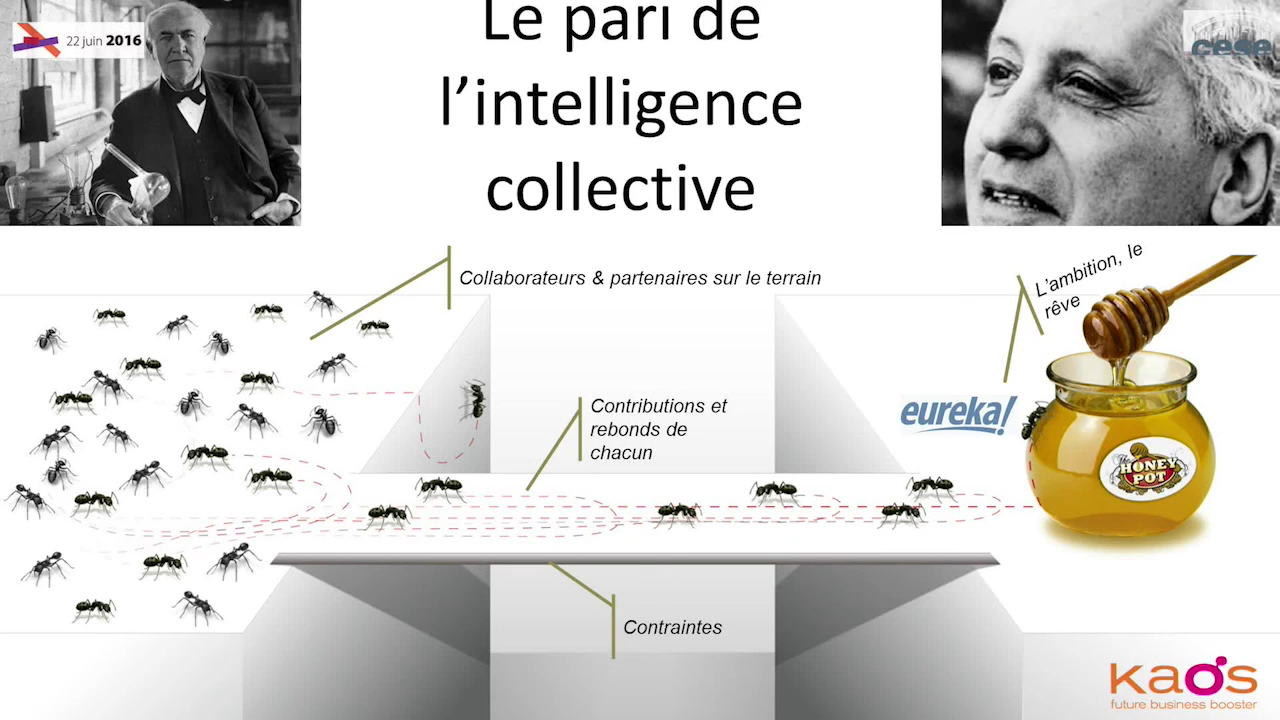 22 juin 2016
Le pari de
l’intelligence
collective
cese
Collaborateurs & partenaires sur le terrain
L’ambition, le
rêve
Contributions et
rebonds de
chacun
eureka!
The
HONEY
POT
Contraintes
kaos
future business booster